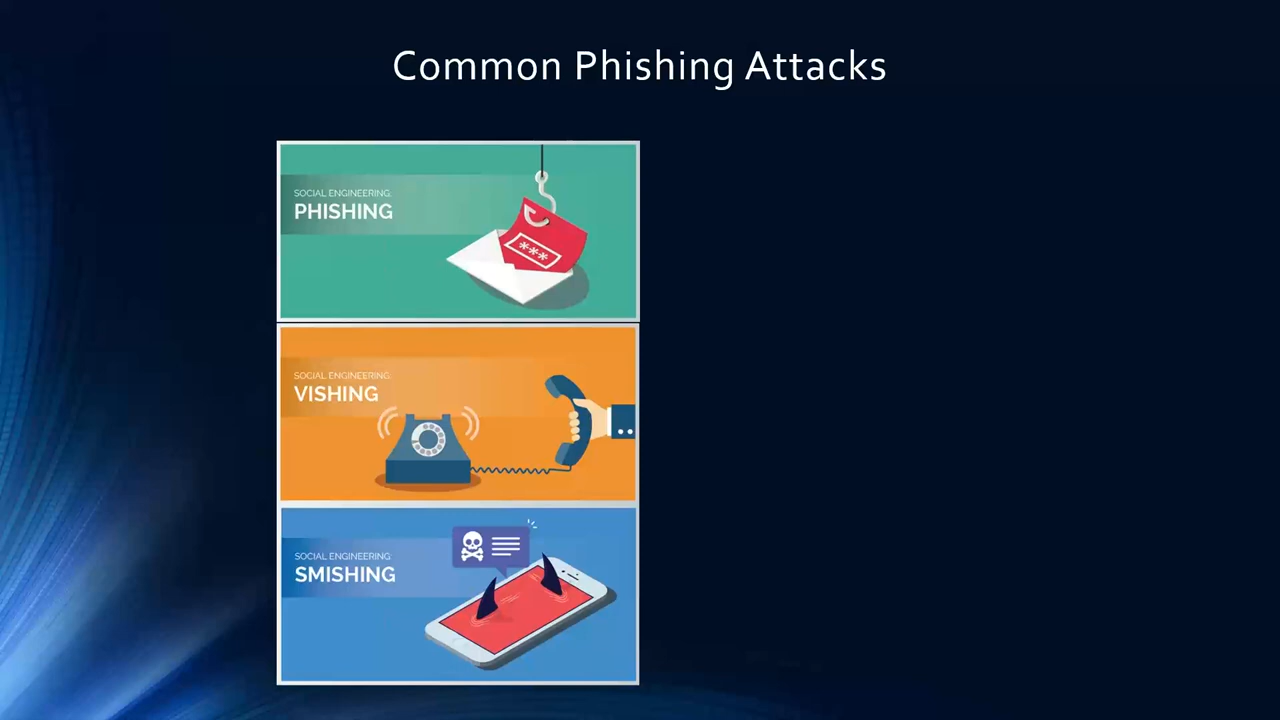 Common Phishing Attacks
SOCIAL ENGINEERING:
PHISHING
***
SOCIAL ENGINEERING:
VISHING
SOCIAL ENGINEERING:
SMISHING